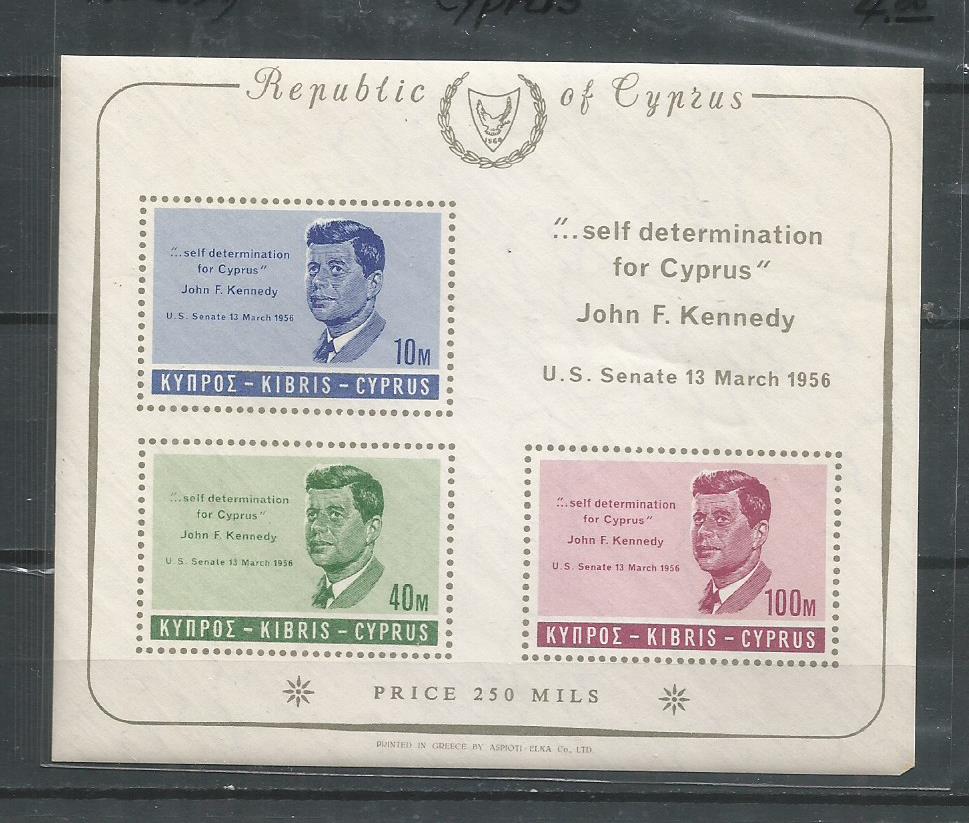 Cyprus
4.00
Republic of Cyprus
1960
"... self determination
for Cyprus"
John F. Kennedy
U.S. Senate 13 March 1956
10M
ΚΥΠΡΟΣ – KIBRIS – CYPRUS
"... self determination
for Cyprus"
John F. Kennedy
U.S. Senate 13 March 1956
"... self determination
for Cyprus"
John F. Kennedy
U.S. Senate 13 March 1956
40M
ΚΥΠΡΟΣ – KIBRIS – CYPRUS
"... self determination
for Cyprus"
John F. Kennedy
U.S. Senate 13 March 1956
100M
ΚΥΠΡΟΣ – KIBRIS – CYPRUS
PRICE 250 MILS
PRINTED IN GREECE BY ASPIOTI-ELKA Co., LTD.